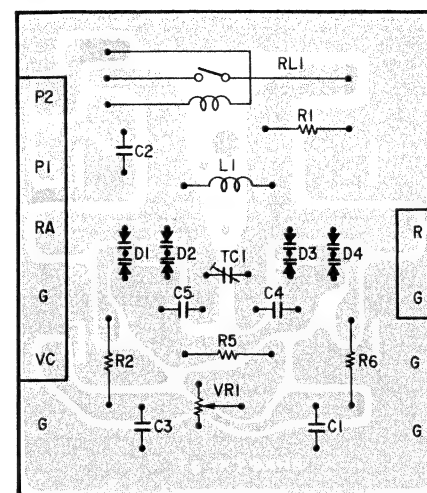 P2
RL1
R1
C2
P1
L1
RA
R
D1
D2
TC1
D3
D4
G
C5
C4
G
VC
R2
R5
R6
G
VR1
G
C3
C1
G